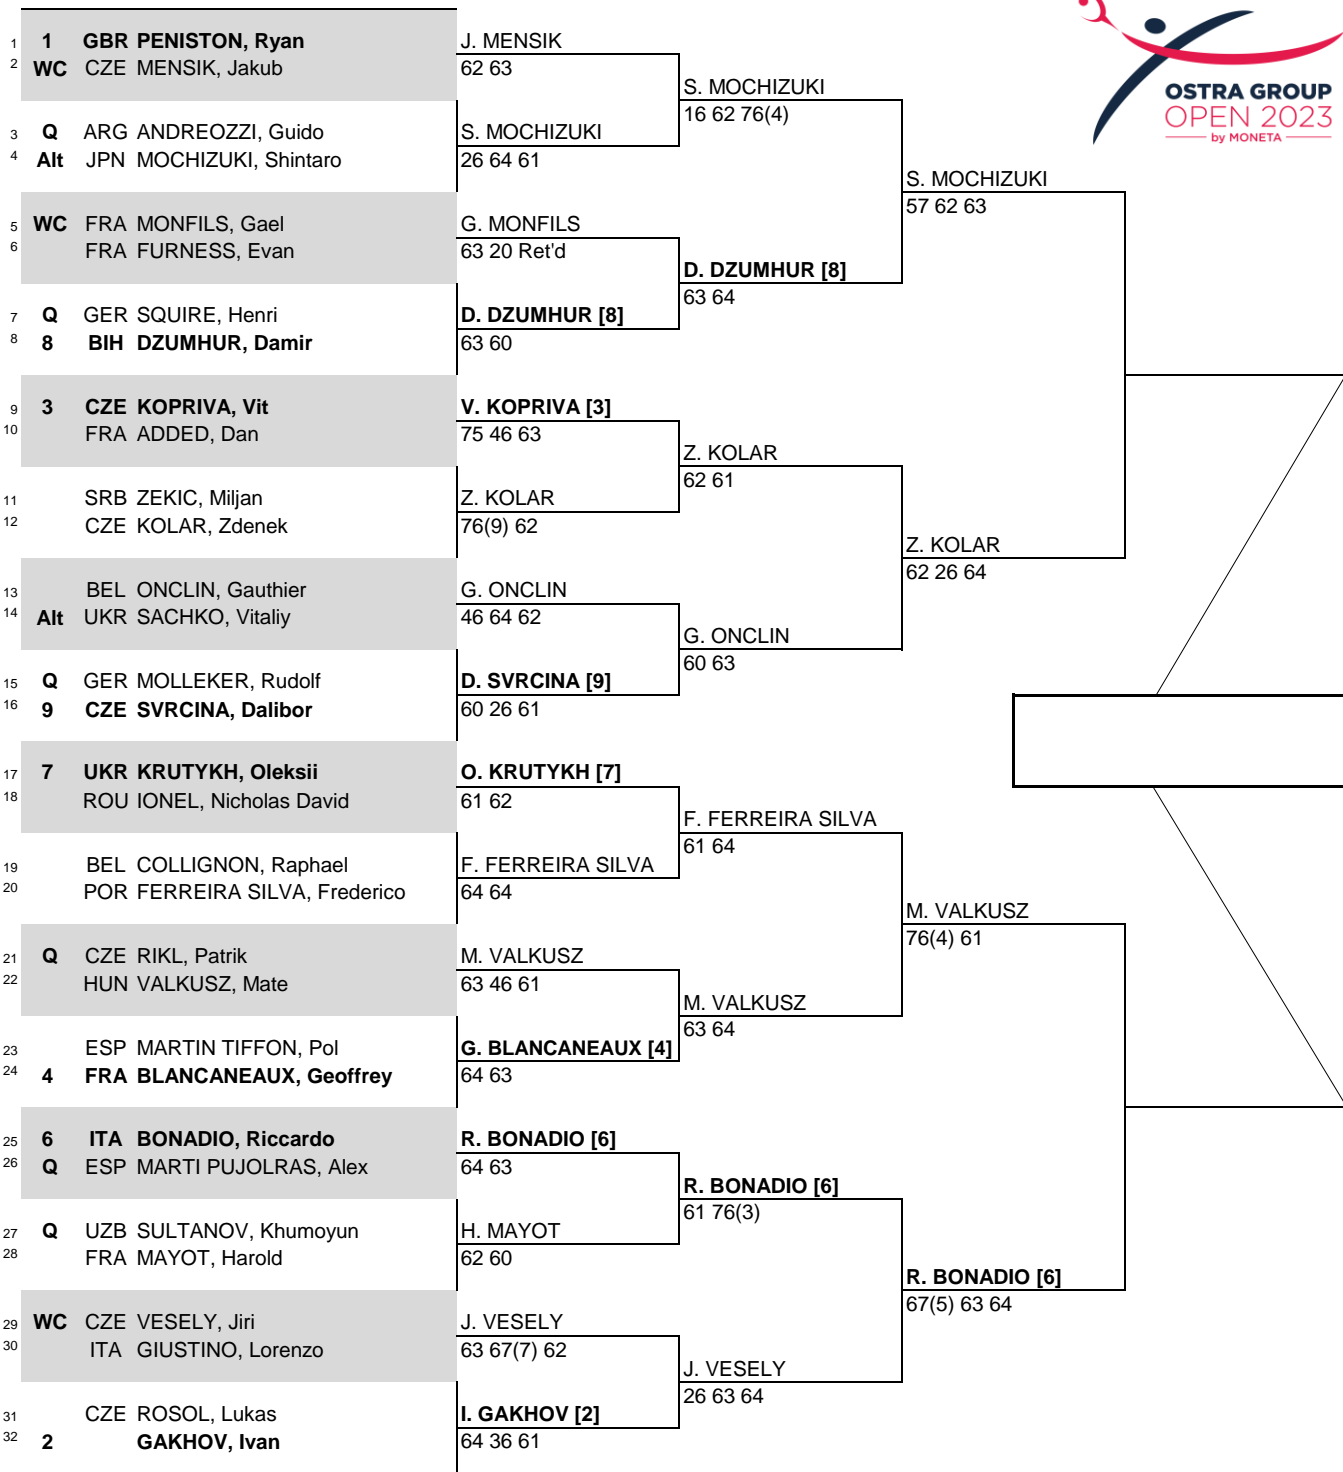 1 1 GBR PENISTON, Ryan
2 WC CZE MENSIK, Jakub
3 Q ARG ANDREOZZI, Guido
4 Alt JPN MOCHIZUKI, Shintaro
5 WC FRA MONFILS, Gael
6 FRA FURNESS, Evan
7 Q GER SQUIRE, Henri
8 8 BIH DZUMHUR, Damir
9 3 CZE KOPRIVA, Vit
10 FRA ADDED, Dan
11 SRB ZEKIC, Miljan
12 CZE KOLAR, Zdenek
13 BEL ONCLIN, Gauthier
14 Alt UKR SACHKO, Vitaliy
15 Q GER MOLLEKER, Rudolf
16 9 CZE SVRCINA, Dalibor
17 7 UKR KRUTYKH, Oleksii
18 ROU IONEL, Nicholas David
19 BEL COLLIGNON, Raphael
20 POR FERREIRA SILVA, Frederico
21 Q CZE RIKL, Patrik
22 HUN VALKUSZ, Mate
23 ESP MARTIN TIFFON, Pol
24 4 FRA BLANCANEAUX, Geoffrey
25 6 ITA BONADIO, Riccardo
26 Q ESP MARTI PUJOLRAS, Alex
27 Q UZB SULTANOV, Khumoyun
28 FRA MAYOT, Harold
29 WC CZE VESELY, Jiri
30 ITA GIUSTINO, Lorenzo
31 CZE ROSOL, Lukas
32 2 GAKHOV, Ivan
J. MENSIK
62 63
S. MOCHIZUKI
26 64 61
G. MONFILS
63 20 Ret'd
D. DZUMHUR [8]
63 60
V. KOPRIVA [3]
75 46 63
Z. KOLAR
76(9) 62
G. ONCLIN
46 64 62
D. SVRCINA [9]
60 26 61
O. KRUTYKH [7]
61 62
F. FERREIRA SILVA
64 64
M. VALKUSZ
63 46 61
G. BLANCANEAUX [4]
64 63
R. BONADIO [6]
64 63
H. MAYOT
62 60
J. VESELY
63 67(7) 62
I. GAKHOV [2]
64 36 61
S. MOCHIZUKI
16 62 76(4)
D. DZUMHUR [8]
63 64
Z. KOLAR
62 61
G. ONCLIN
60 63
F. FERREIRA SILVA
61 64
M. VALKUSZ
63 64
R. BONADIO [6]
61 76(3)
J. VESELY
26 63 64
S. MOCHIZUKI
57 62 63
Z. KOLAR
62 26 64
M. VALKUSZ
76(4) 61
R. BONADIO [6]
67(5) 63 64
OSTRA GROUP
OPEN 2023
by MONETA